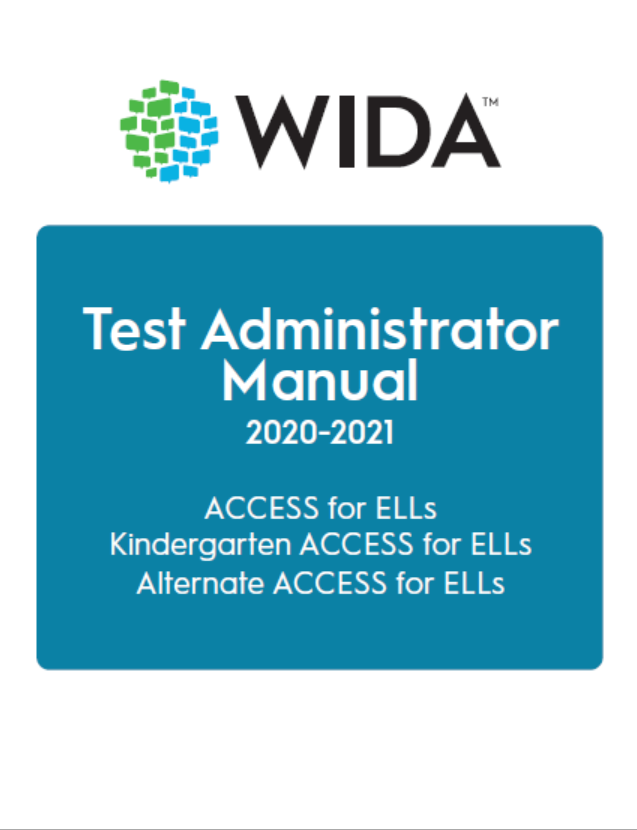 WIDA™
Test Administrator
Manual
2020-2021
ACCESS for ELLs
Kindergarten ACCESS for ELLs
Alternate ACCESS for ELLs